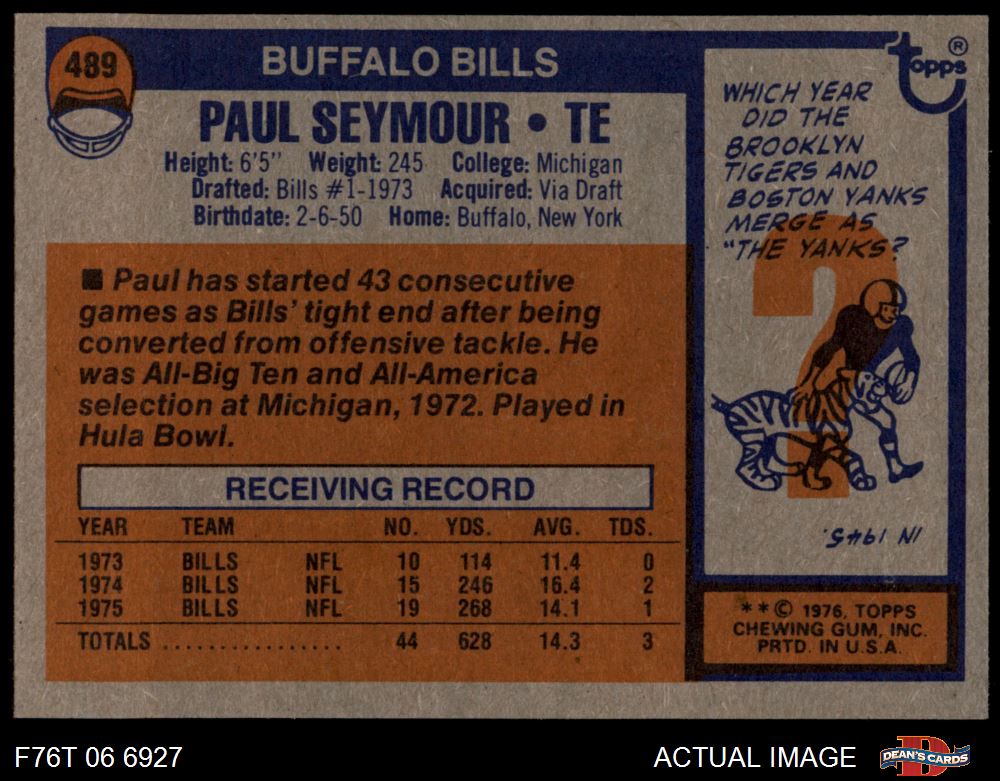 489
BUFFALO BILLS
PAUL SEYMOUR • TE
Height: 6'5" Weight: 245 College: Michigan
Drafted: Bills #1-1973 Acquired: Via Draft
Birthdate: 2-6-50 Home: Buffalo, New York
■ Paul has started 43 consecutive
games as Bills' tight end after being
converted from offensive tackle. He
was All-Big Ten and All-America
selection at Michigan, 1972. Played in
Hula Bowl.
RECEIVING RECORD
YEAR TEAM NO. YDS. AVG. TDS.
1973 BILLS NFL 10 114 11.4 0
1974 BILLS NFL 15 246 16.4 2
1975 BILLS NFL 19 268 14.1 1
TOTALS ................ 44 628 14.3 3
topps ®
WHICH YEAR
DID THE
BROOKLYN
TIGERS AND
BOSTON YANKS
MERGE AS
"THE YANKS?
?
IN 1945.
**© 1976, TOPPS
CHEWING GUM, INC.
PRTD. IN U.S.A.
F76T 06 6927
ACTUAL IMAGE
D
DEAN'S CARDS